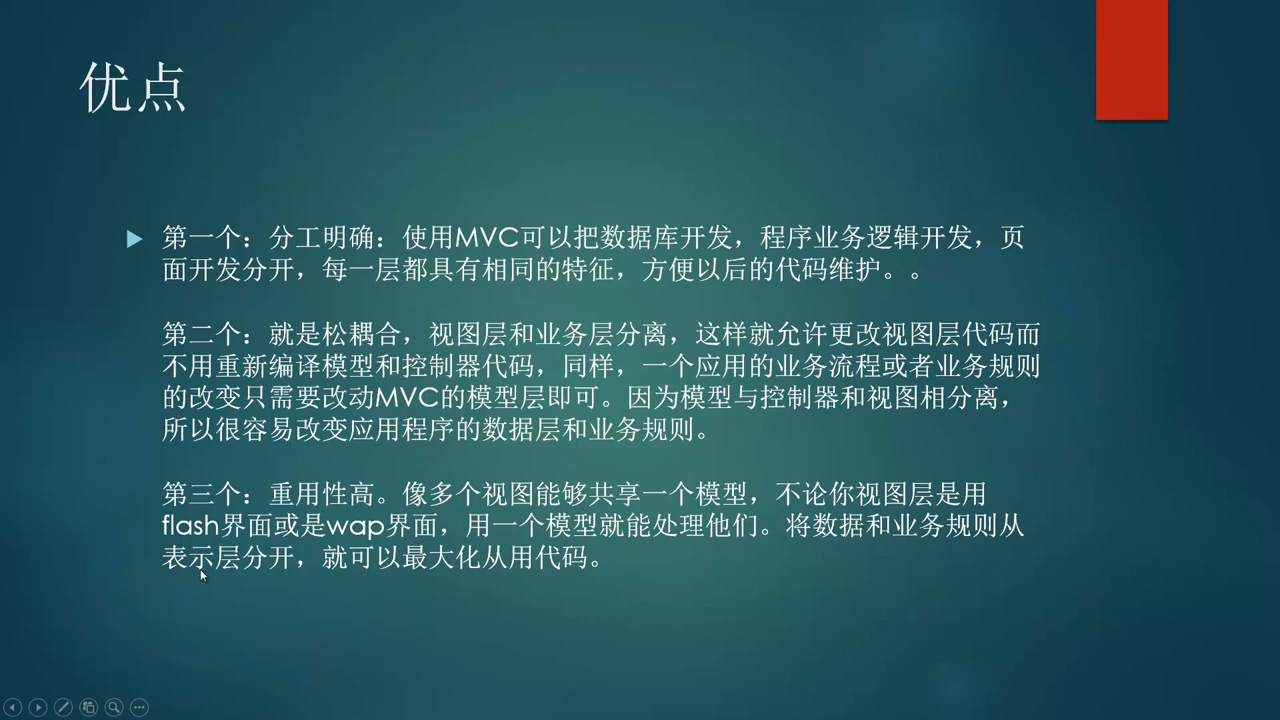 优点
第一个：分工明确：使用MVC可以把数据库开发，程序业务逻辑开发，页
面开发分开，每一层都具有相同的特征，方便以后的代码维护。。
第二个：就是松耦合，视图层和业务层分离，这样就允许更改视图层代码而
不用重新编译模型和控制器代码，同样，一个应用的业务流程或者业务规则
的改变只需要改动MVC的模型层即可。因为模型与控制器和视图相分离，
所以很容易改变应用程序的数据层和业务规则。
第三个：重用性高。像多个视图能够共享一个模型，不论你视图层是用
flash界面或是wap界面，用一个模型就能处理他们。将数据和业务规则从
表示层分开，就可以最大化从用代码。